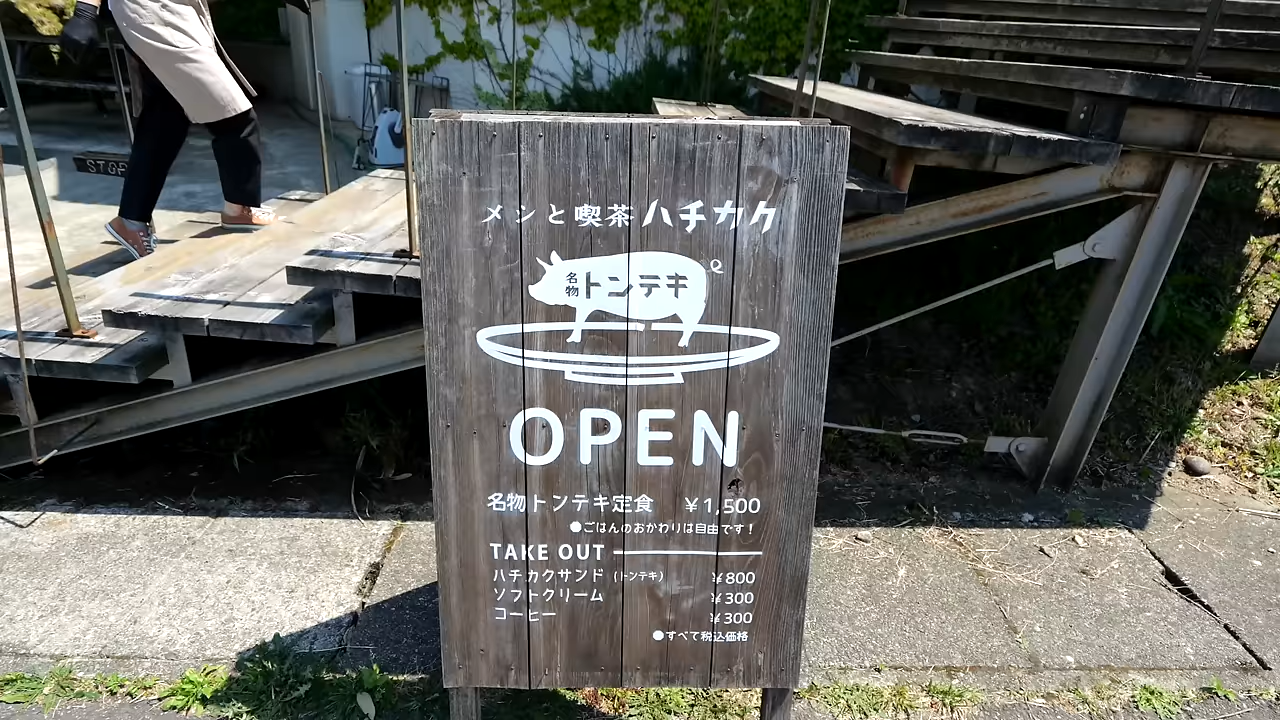 STOP
メシと喫茶ハチカク
名物トンテキ
OPEN
名物トンテキ定食 ￥1,500
●ごはんのおかわりは自由です！
TAKE OUT
ハチカクサンド (トンテキ) ￥800
ソフトクリーム ￥300
コーヒー ￥300
●すべて税込価格